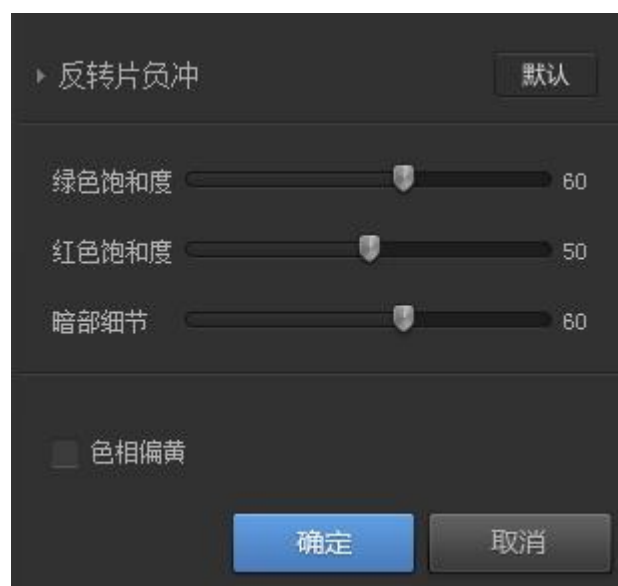 反转片负冲 默认
绿色饱和度 60
红色饱和度 50
暗部细节 60
色相偏黄
确定 取消